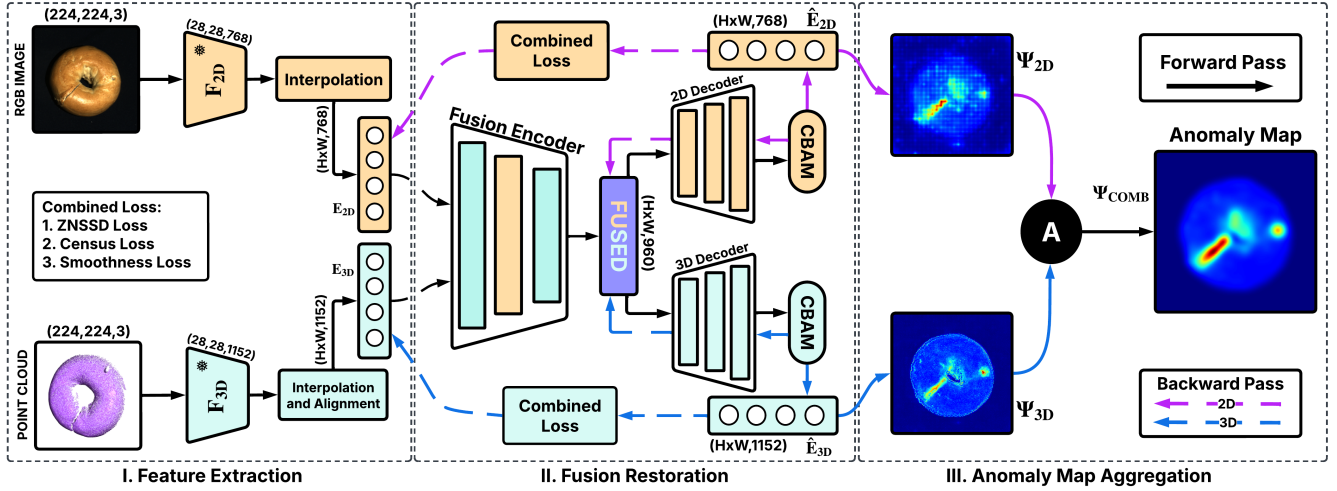 RGB IMAGE
(224,224,3)
(28,28,768)
F2D
Interpolation
(HxW,768)
E2D
Combined Loss:
1. ZNSSD Loss
2. Census Loss
3. Smoothness Loss
POINT CLOUD
(224,224,3)
(28,28,1152)
F3D
Interpolation
and Alignment
(HxW,1152)
E3D
I. Feature Extraction
Combined
Loss
(HxW,768)
Ê2D
Fusion Encoder
FUSED
(HxW,960)
2D Decoder
CBAM
3D Decoder
CBAM
Combined
Loss
(HxW,1152)
Ê3D
II. Fusion Restoration
Ψ2D
Ψ3D
A
ΨCOMB
Forward Pass
Anomaly Map
Backward Pass
2D
3D
III. Anomaly Map Aggregation